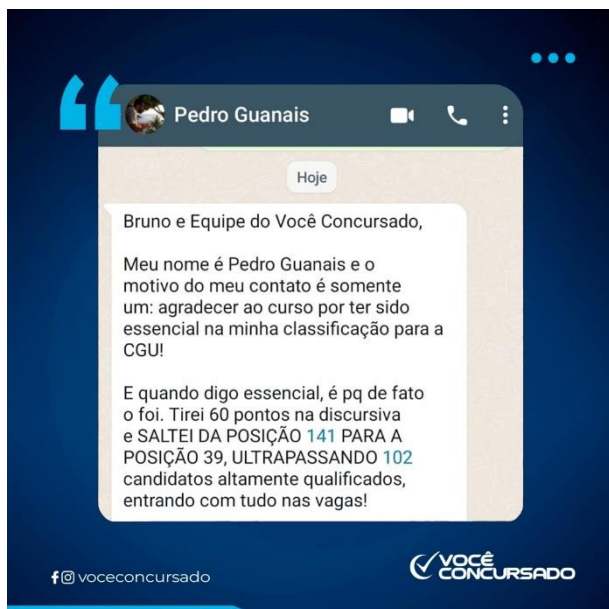 Pedro Guanais
Hoje
Bruno e Equipe do Você Concursado,
Meu nome é Pedro Guanais e o
motivo do meu contato é somente
um: agradecer ao curso por ter sido
essencial na minha classificação para a
CGU!
E quando digo essencial, é pq de fato
o foi. Tirei 60 pontos na discursiva
e SALTEI DA POSIÇÃO 141 PARA A
POSIÇÃO 39, ULTRAPASSANDO 102
candidatos altamente qualificados,
entrando com tudo nas vagas!
voceconcursado
VOCÊ
CONCURSADO